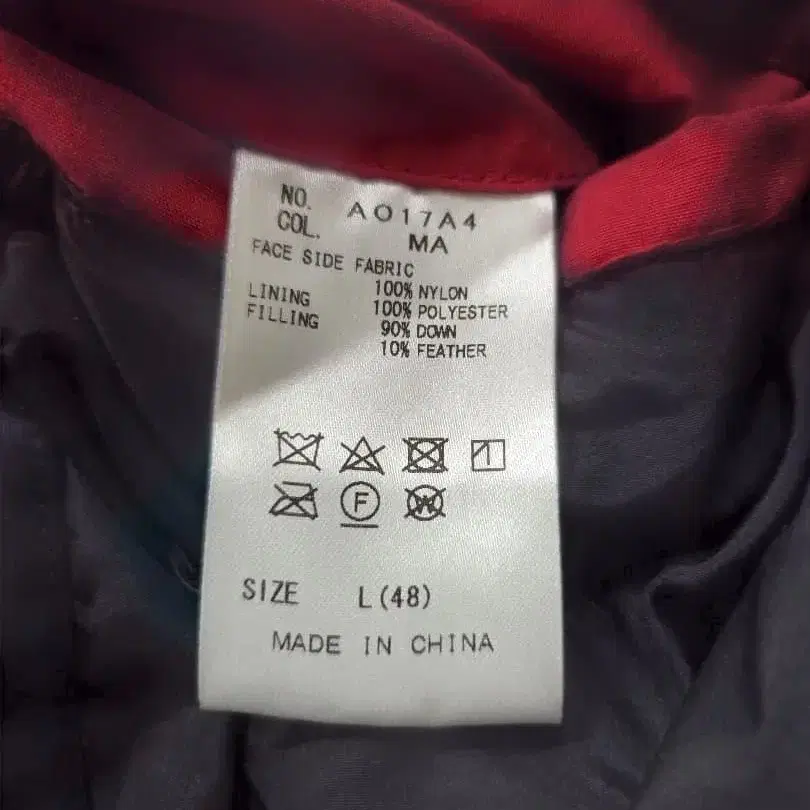 NO. AO17A4
COL. MA
FACE SIDE FABRIC
100% NYLON
LINING 100% POLYESTER
FILLING 90% DOWN
10% FEATHER
F W
SIZE L(48)
MADE IN CHINA